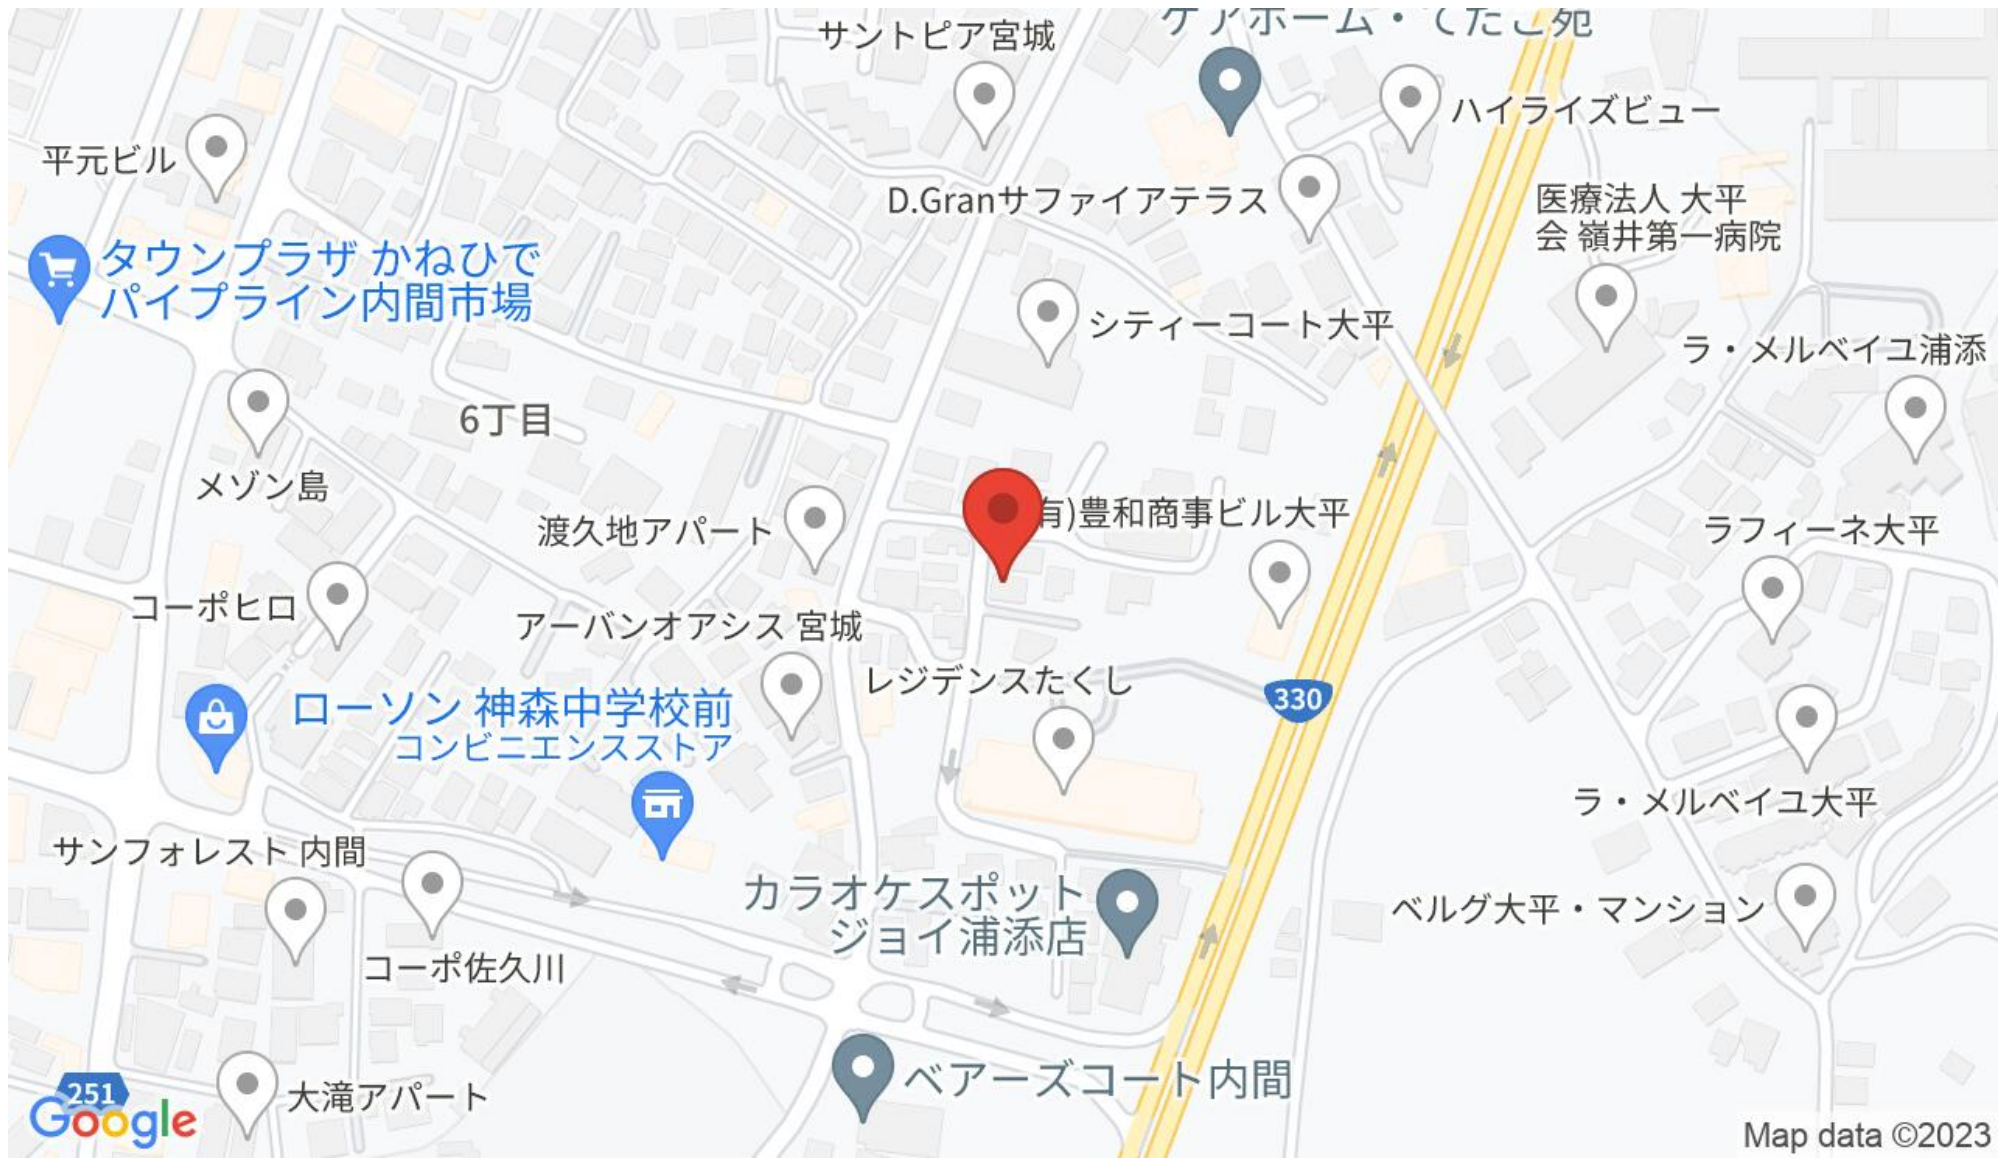 サントピア宮城
ケアホーム・てだこ苑
ハイライズビュー
平元ビル
D.Granサファイアテラス
医療法人 大平
会 嶺井第一病院
タウンプラザ かねひで
パイプライン内間市場
シティーコート大平
ラ・メルベイユ浦添
6丁目
メゾン島
渡久地アパート
有)豊和商事ビル大平
ラフィーネ大平
コーポヒロ
アーバンオアシス 宮城
レジデンスたくし
330
ローソン 神森中学校前
コンビニエンスストア
ラ・メルベイユ大平
サンフォレスト 内間
カラオケスポット
ジョイ浦添店
ベルグ大平・マンション
コーポ佐久川
ベアーズコート内間
251
大滝アパート
Google
Map data ©2023